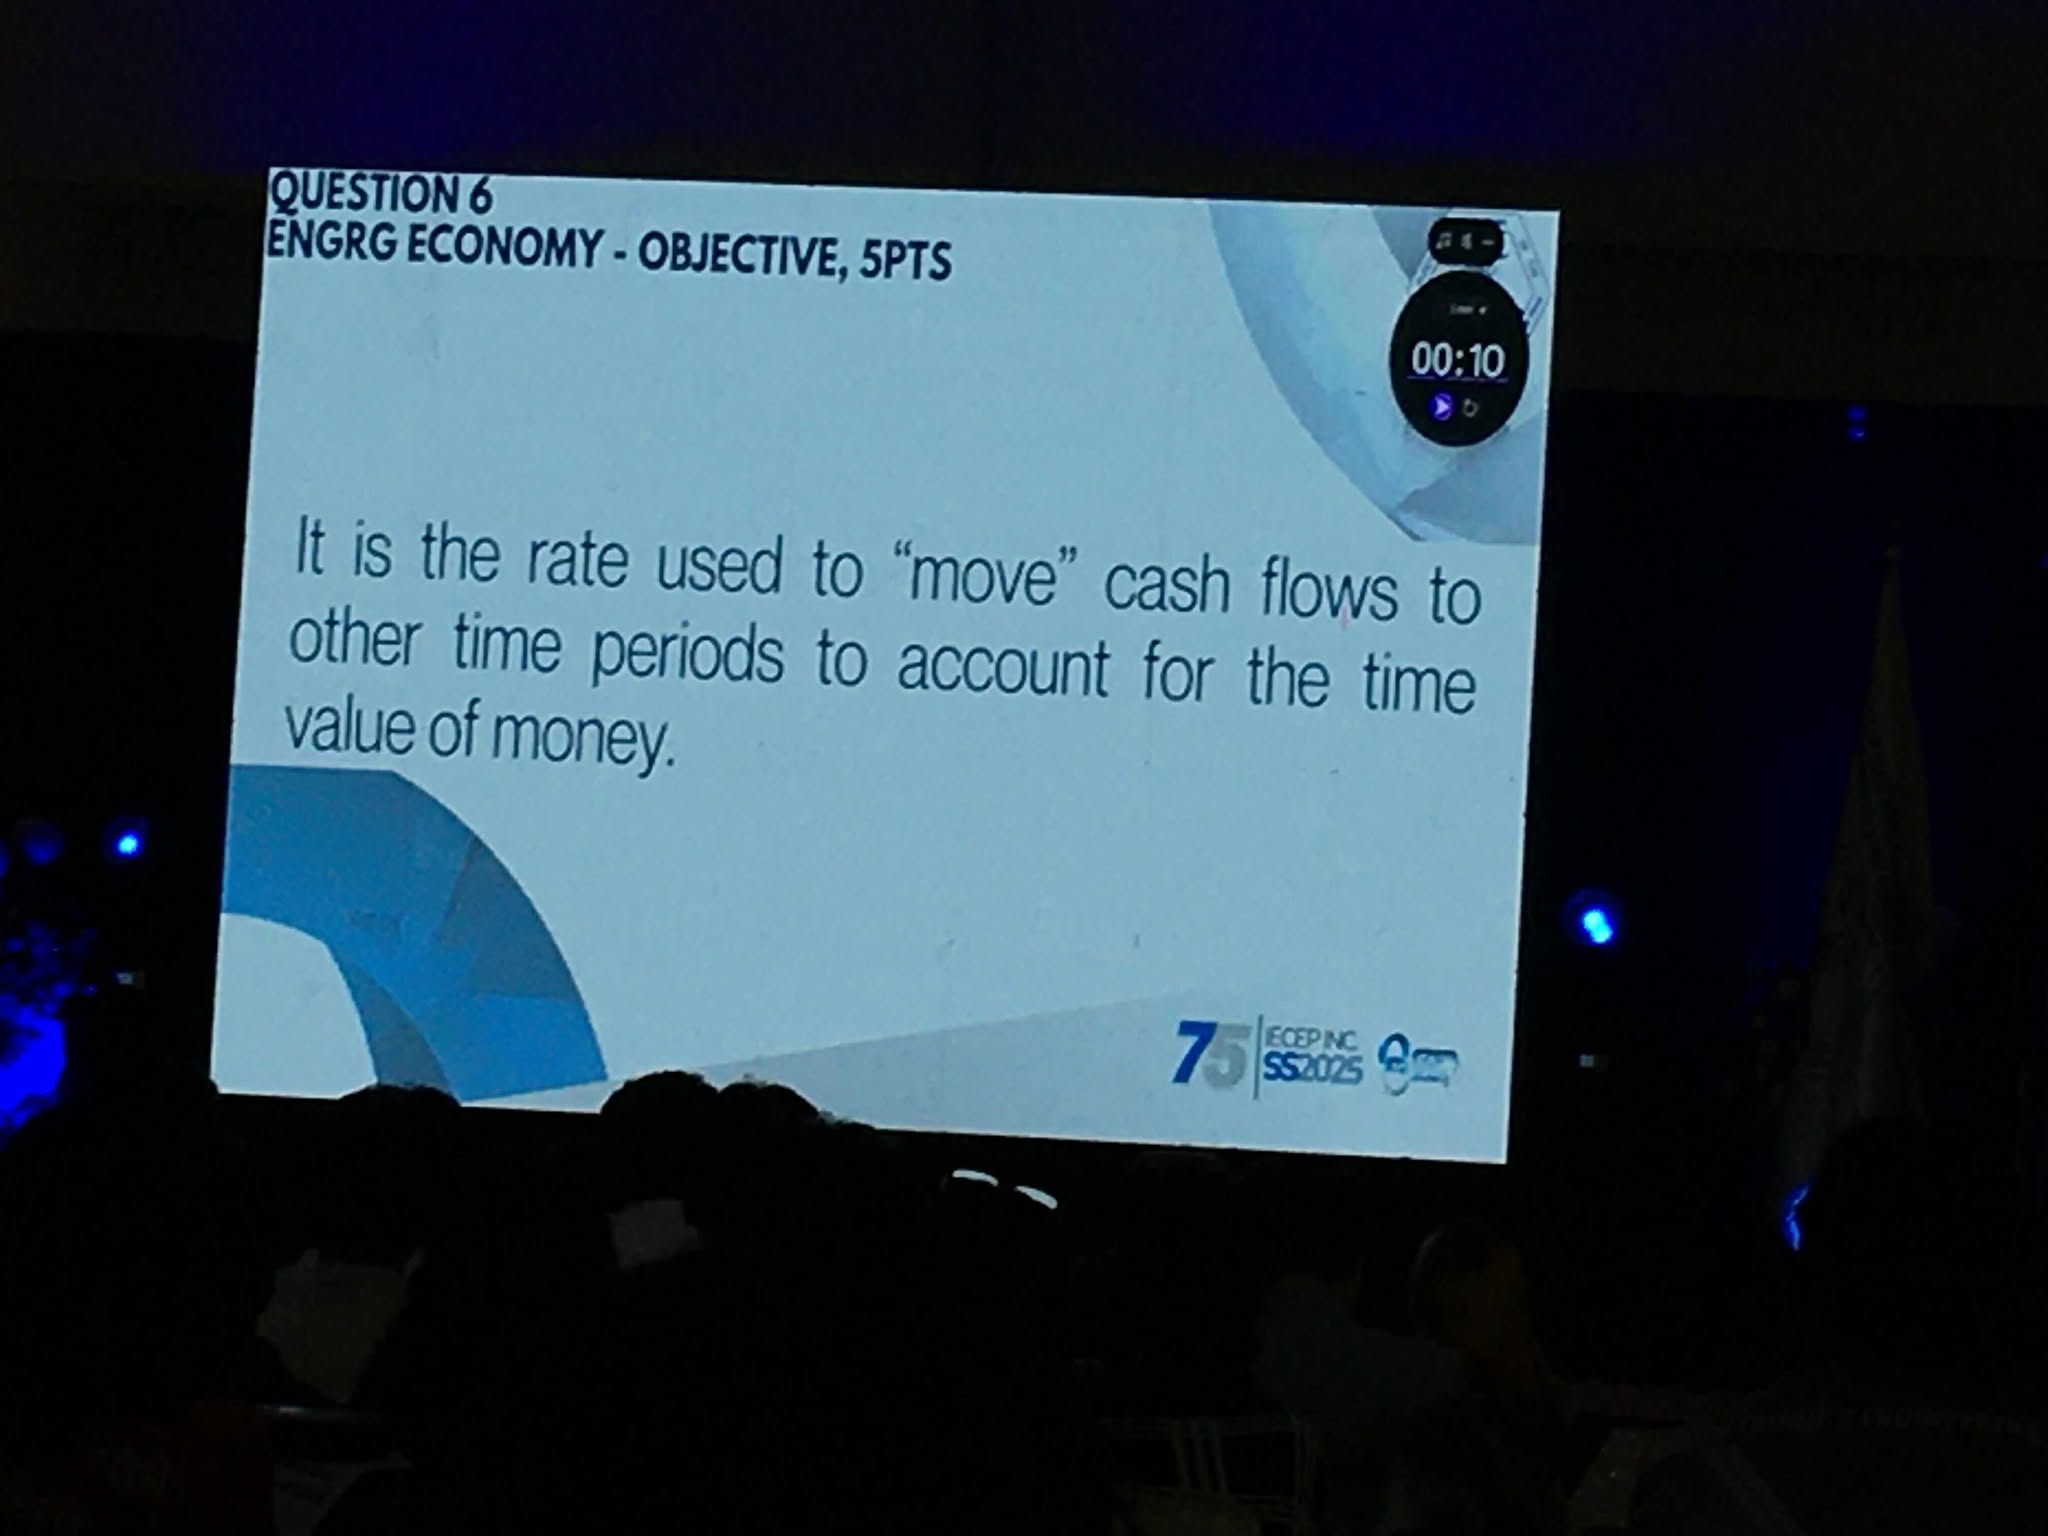 QUESTION 6
ENGRG ECONOMY - OBJECTIVE, 5PTS
00:10
It is the rate used to “move” cash flows to
other time periods to account for the time
value of money.
75
IECEP INC.
SS2025